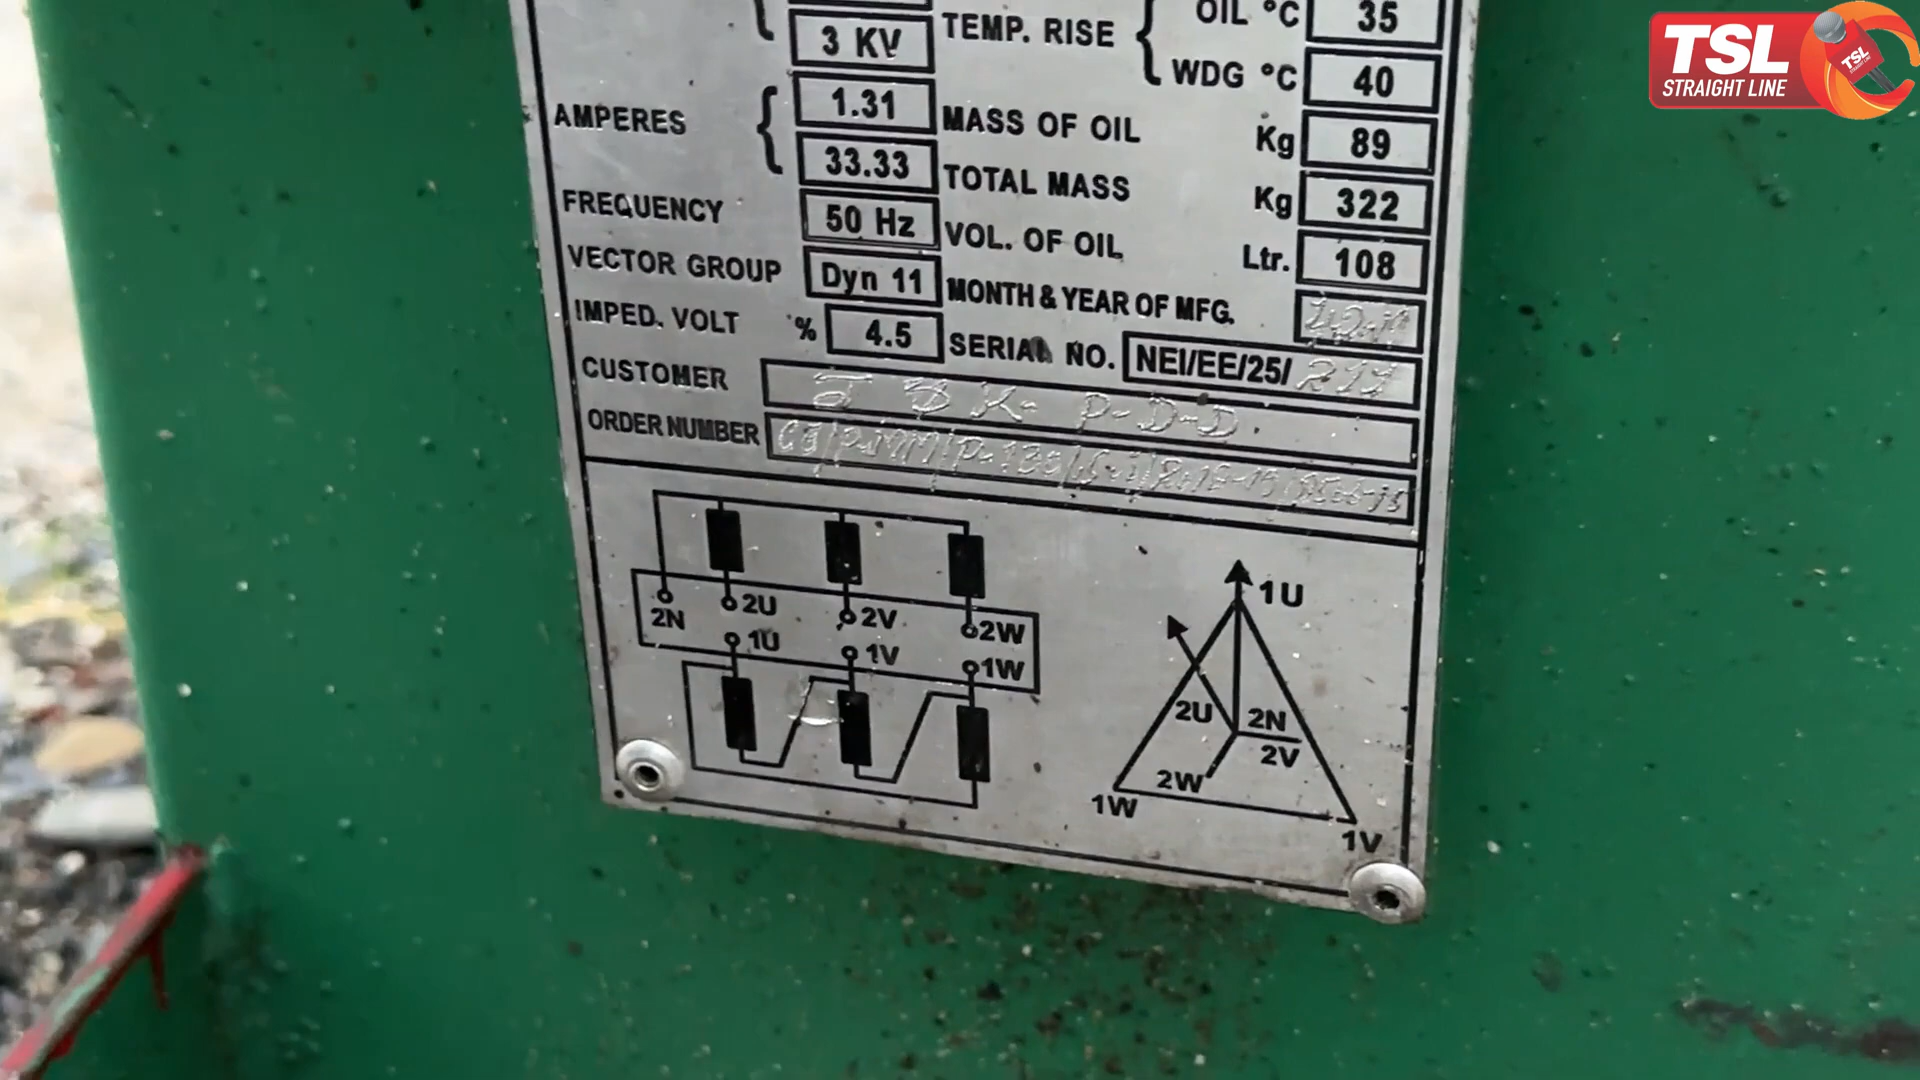 OIL °C 35
3 KV
TEMP. RISE
WDG °C 40
AMPERES
1.31
MASS OF OIL Kg 89
33.33
TOTAL MASS Kg 322
FREQUENCY 50 Hz
VOL. OF OIL Ltr. 108
VECTOR GROUP Dyn 11
MONTH & YEAR OF MFG.
IMPED. VOLT % 4.5
SERIAL NO. NEI/EE/25/
CUSTOMER J & K- P-D-D
ORDER NUMBER
2N 2U 2V 2W
1U 1V 1W
1U
2U 2N
2V
2W
1W
1V
TSL
STRAIGHT LINE
TSL